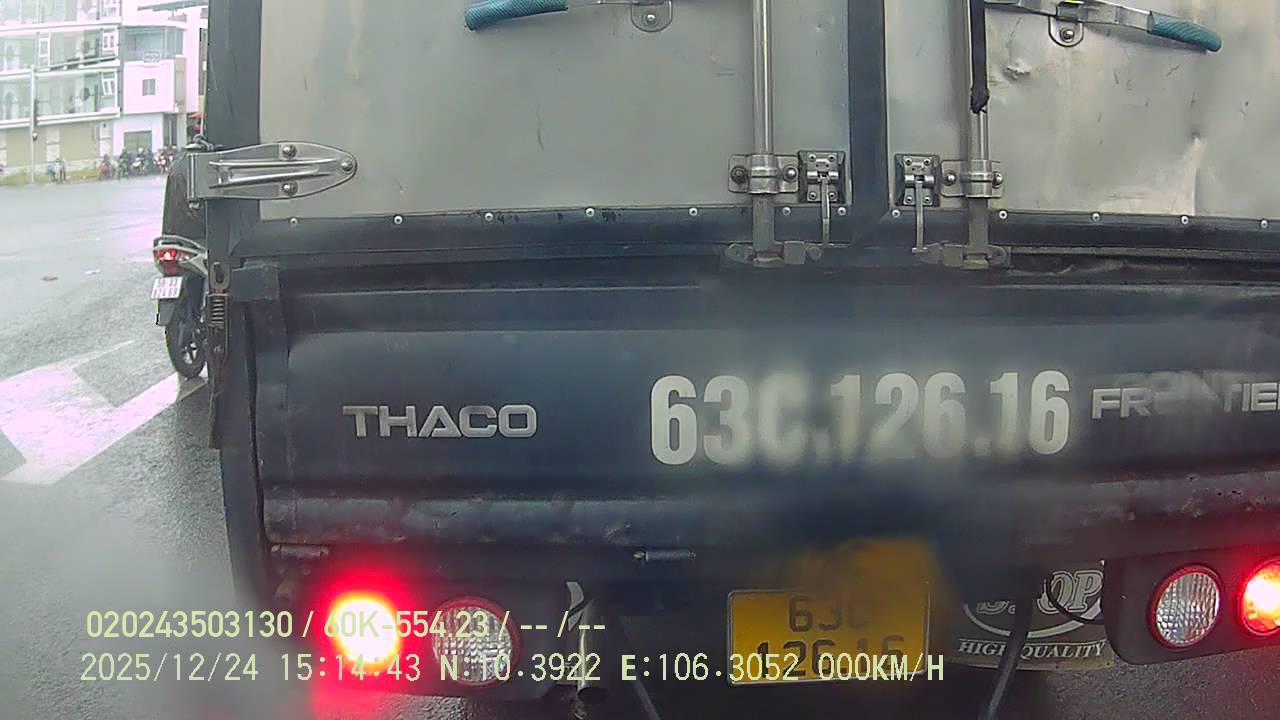 THACO
63C.126.16
FRONTIE
63C
126.16
HIGH QUALITY
020243503130 / 60K-554.23 / -- / --
2025/12/24 15:14:43 N:10.3922 E:106.3052 000KM/H